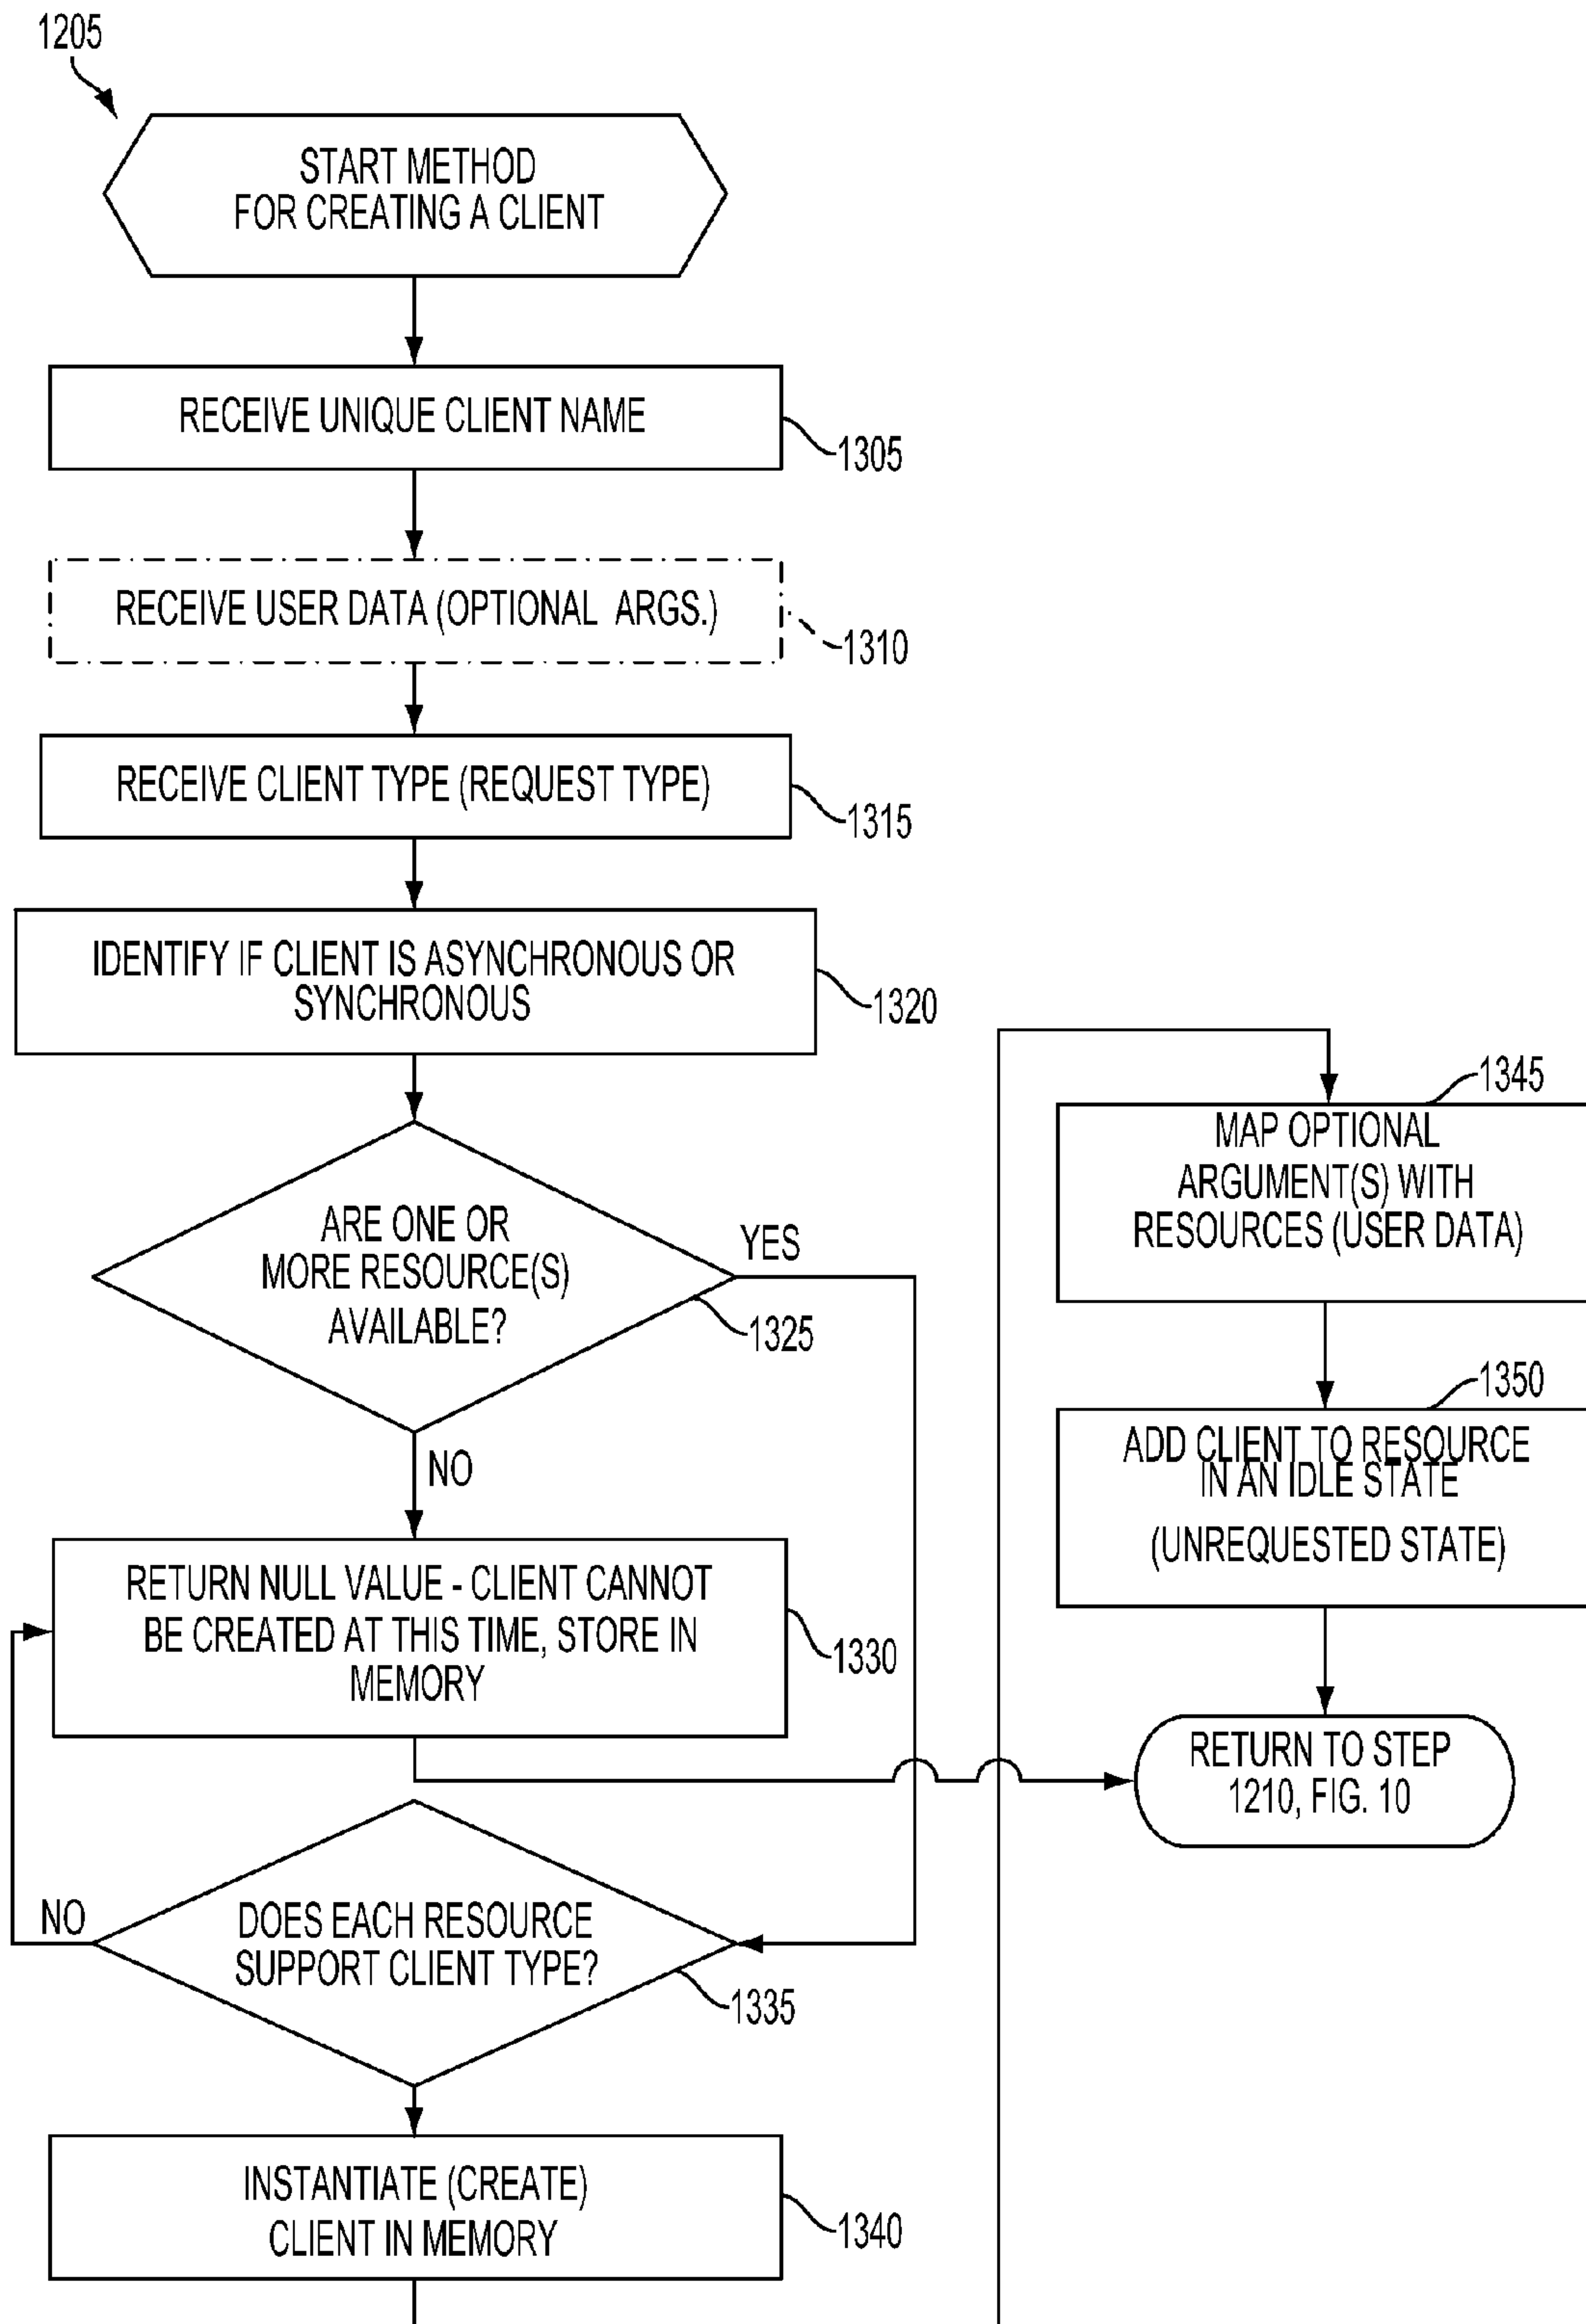 1205
START METHOD
FOR CREATING A CLIENT
RECEIVE UNIQUE CLIENT NAME
1305
RECEIVE USER DATA (OPTIONAL ARGS.)
1310
RECEIVE CLIENT TYPE (REQUEST TYPE)
1315
IDENTIFY IF CLIENT IS ASYNCHRONOUS OR
SYNCHRONOUS
1320
ARE ONE OR
MORE RESOURCE(S)
AVAILABLE?
YES
1325
NO
RETURN NULL VALUE - CLIENT CANNOT
BE CREATED AT THIS TIME, STORE IN
MEMORY
1330
NO
DOES EACH RESOURCE
SUPPORT CLIENT TYPE?
1335
INSTANTIATE (CREATE)
CLIENT IN MEMORY
1340
1345
MAP OPTIONAL
ARGUMENT(S) WITH
RESOURCES (USER DATA)
1350
ADD CLIENT TO RESOURCE
IN AN IDLE STATE
(UNREQUESTED STATE)
RETURN TO STEP
1210, FIG. 10